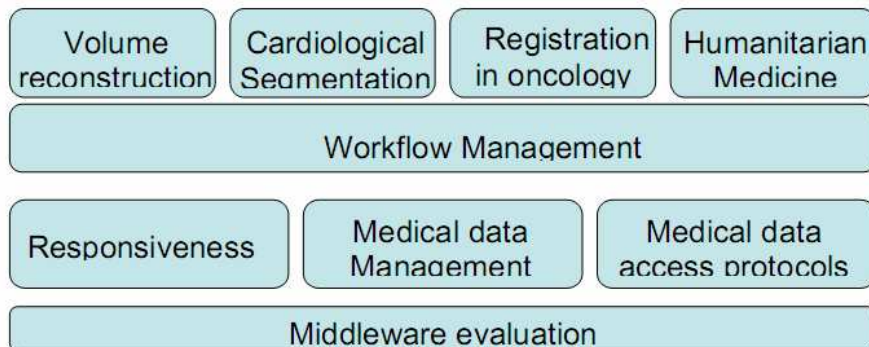 Volume
reconstruction
Cardiological
Segmentation
Registration
in oncology
Humanitarian
Medicine
Workflow Management
Responsiveness
Medical data
Management
Medical data
access protocols
Middleware evaluation